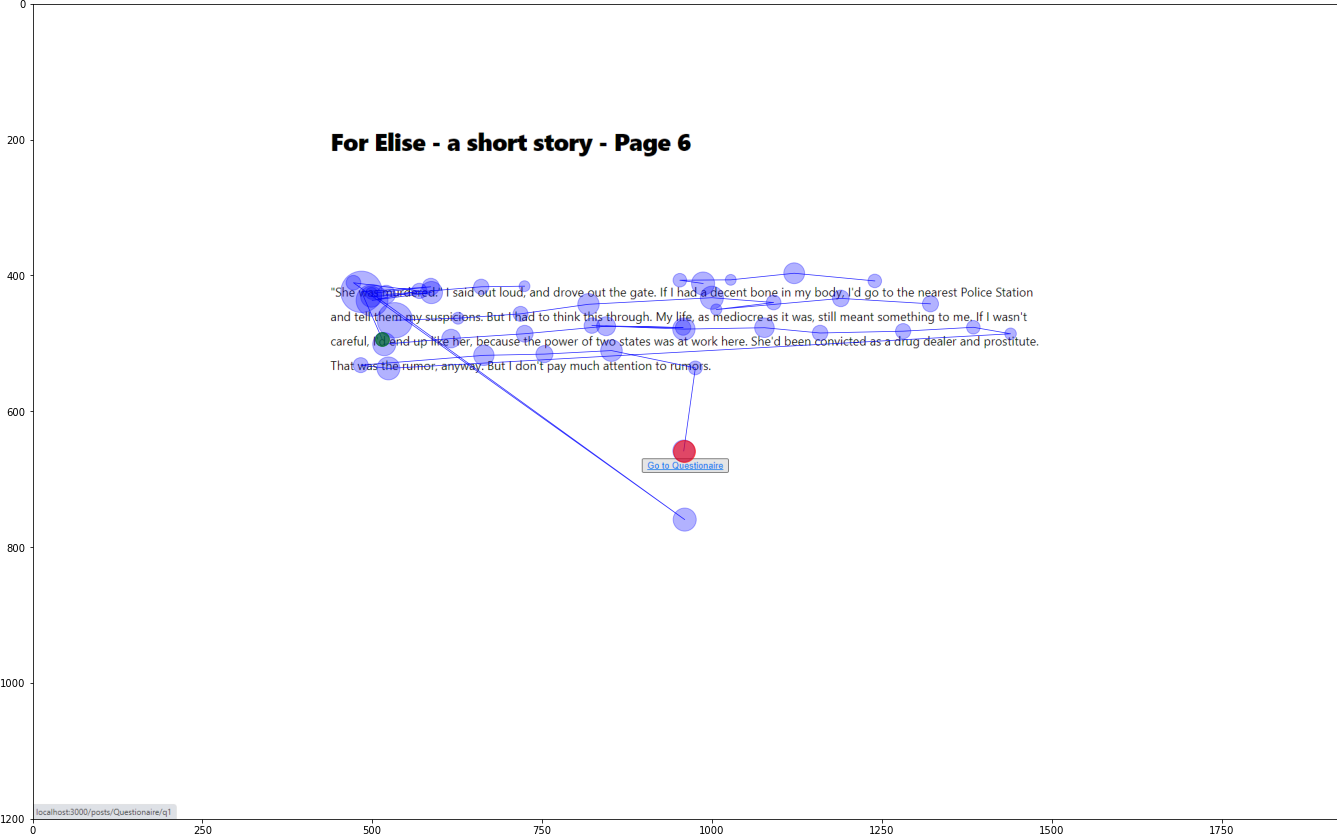 0
200
For Elise - a short story - Page 6
400
"She was murdered." I said out loud, and drove out the gate. If I had a decent bone in my body, I'd go to the nearest Police Station
and tell them my suspicions. But I had to think this through. My life, as mediocre as it was, still meant something to me. If I wasn't
careful, I'd end up like her, because the power of two states was at work here. She'd been convicted as a drug dealer and prostitute.
That was the rumor, anyway. But I don't pay much attention to rumors.
600
Go to Questionaire
800
1000
localhost:3000/posts/Questionaire/q1
1200
0 250 500 750 1000 1250 1500 1750